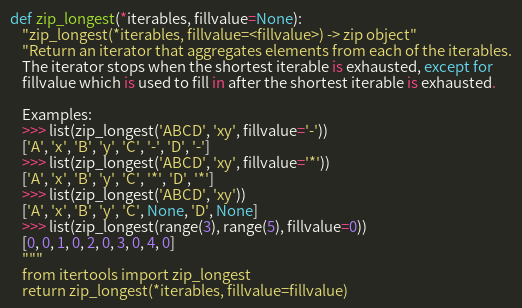 def zip_longest(*iterables, fillvalue=None):
"zip_longest(*iterables, fillvalue=<fillvalue>) -> zip object"
"Return an iterator that aggregates elements from each of the iterables.
The iterator stops when the shortest iterable is exhausted, except for
fillvalue which is used to fill in after the shortest iterable is exhausted.
Examples:
>>> list(zip_longest('ABCD', 'xy', fillvalue='-'))
['A', 'x', 'B', 'y', 'C', '-', 'D', '-']
>>> list(zip_longest('ABCD', 'xy', fillvalue='*'))
['A', 'x', 'B', 'y', 'C', '*', 'D', '*']
>>> list(zip_longest('ABCD', 'xy'))
['A', 'x', 'B', 'y', 'C', None, 'D', None]
>>> list(zip_longest(range(3), range(5), fillvalue=0))
[0, 0, 1, 0, 2, 0, 3, 0, 4, 0]
"""
from itertools import zip_longest
return zip_longest(*iterables, fillvalue=fillvalue)